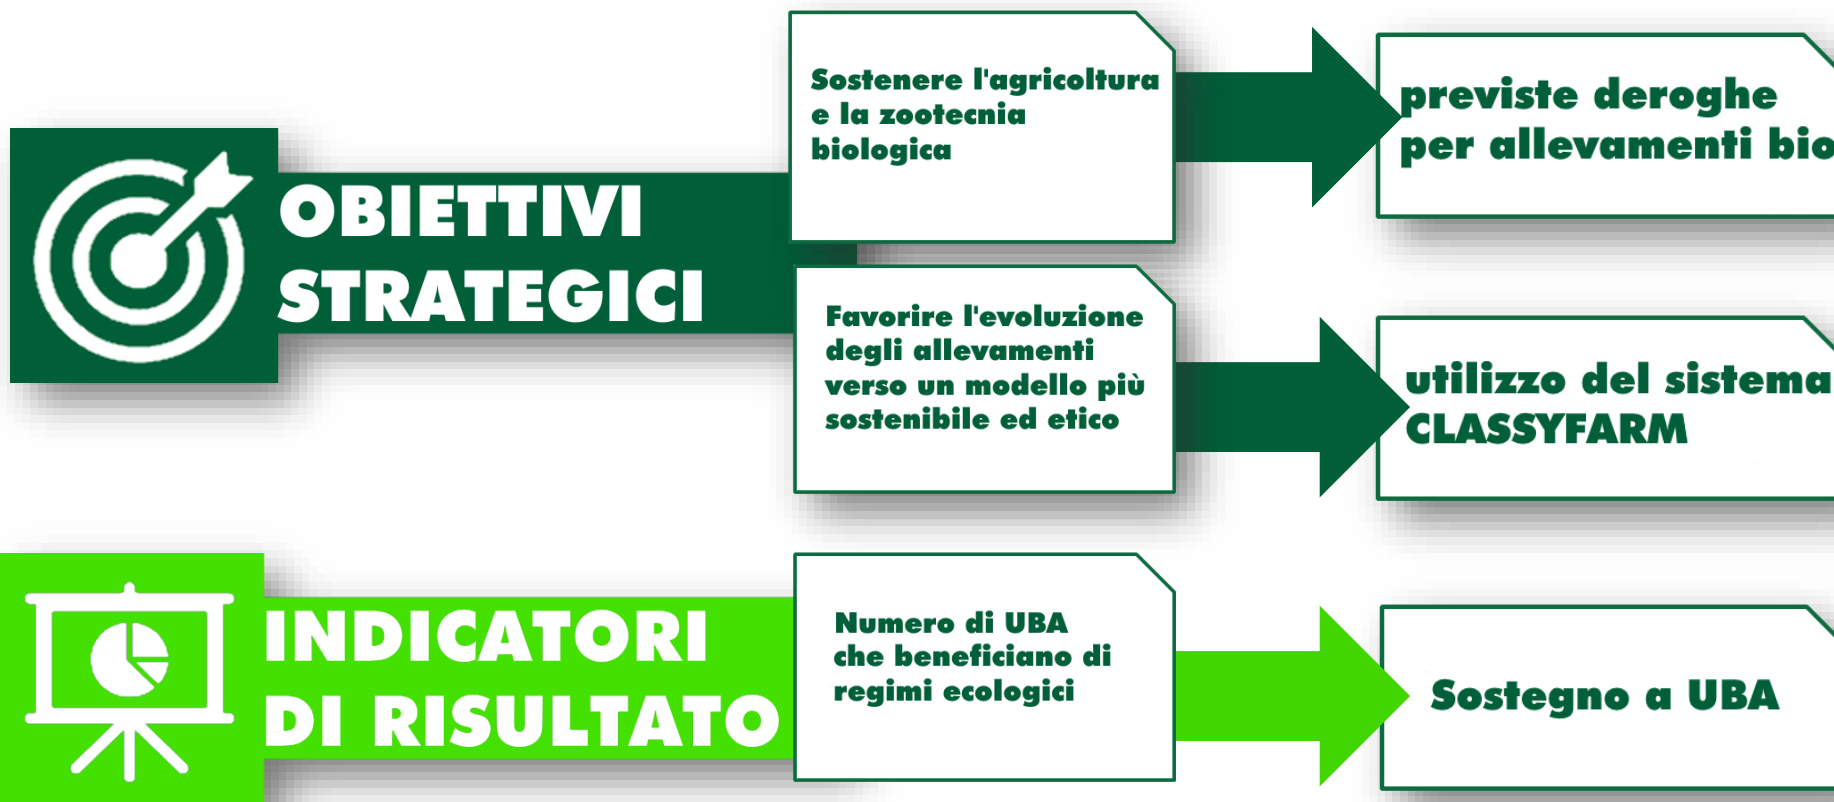 OBIETTIVI
STRATEGICI
Sostenere l'agricoltura
e la zootecnia
biologica
previste deroghe
per allevamenti bio
Favorire l'evoluzione
degli allevamenti
verso un modello più
sostenibile ed etico
utilizzo del sistema
CLASSYFARM
INDICATORI
DI RISULTATO
Numero di UBA
che beneficiano di
regimi ecologici
Sostegno a UBA